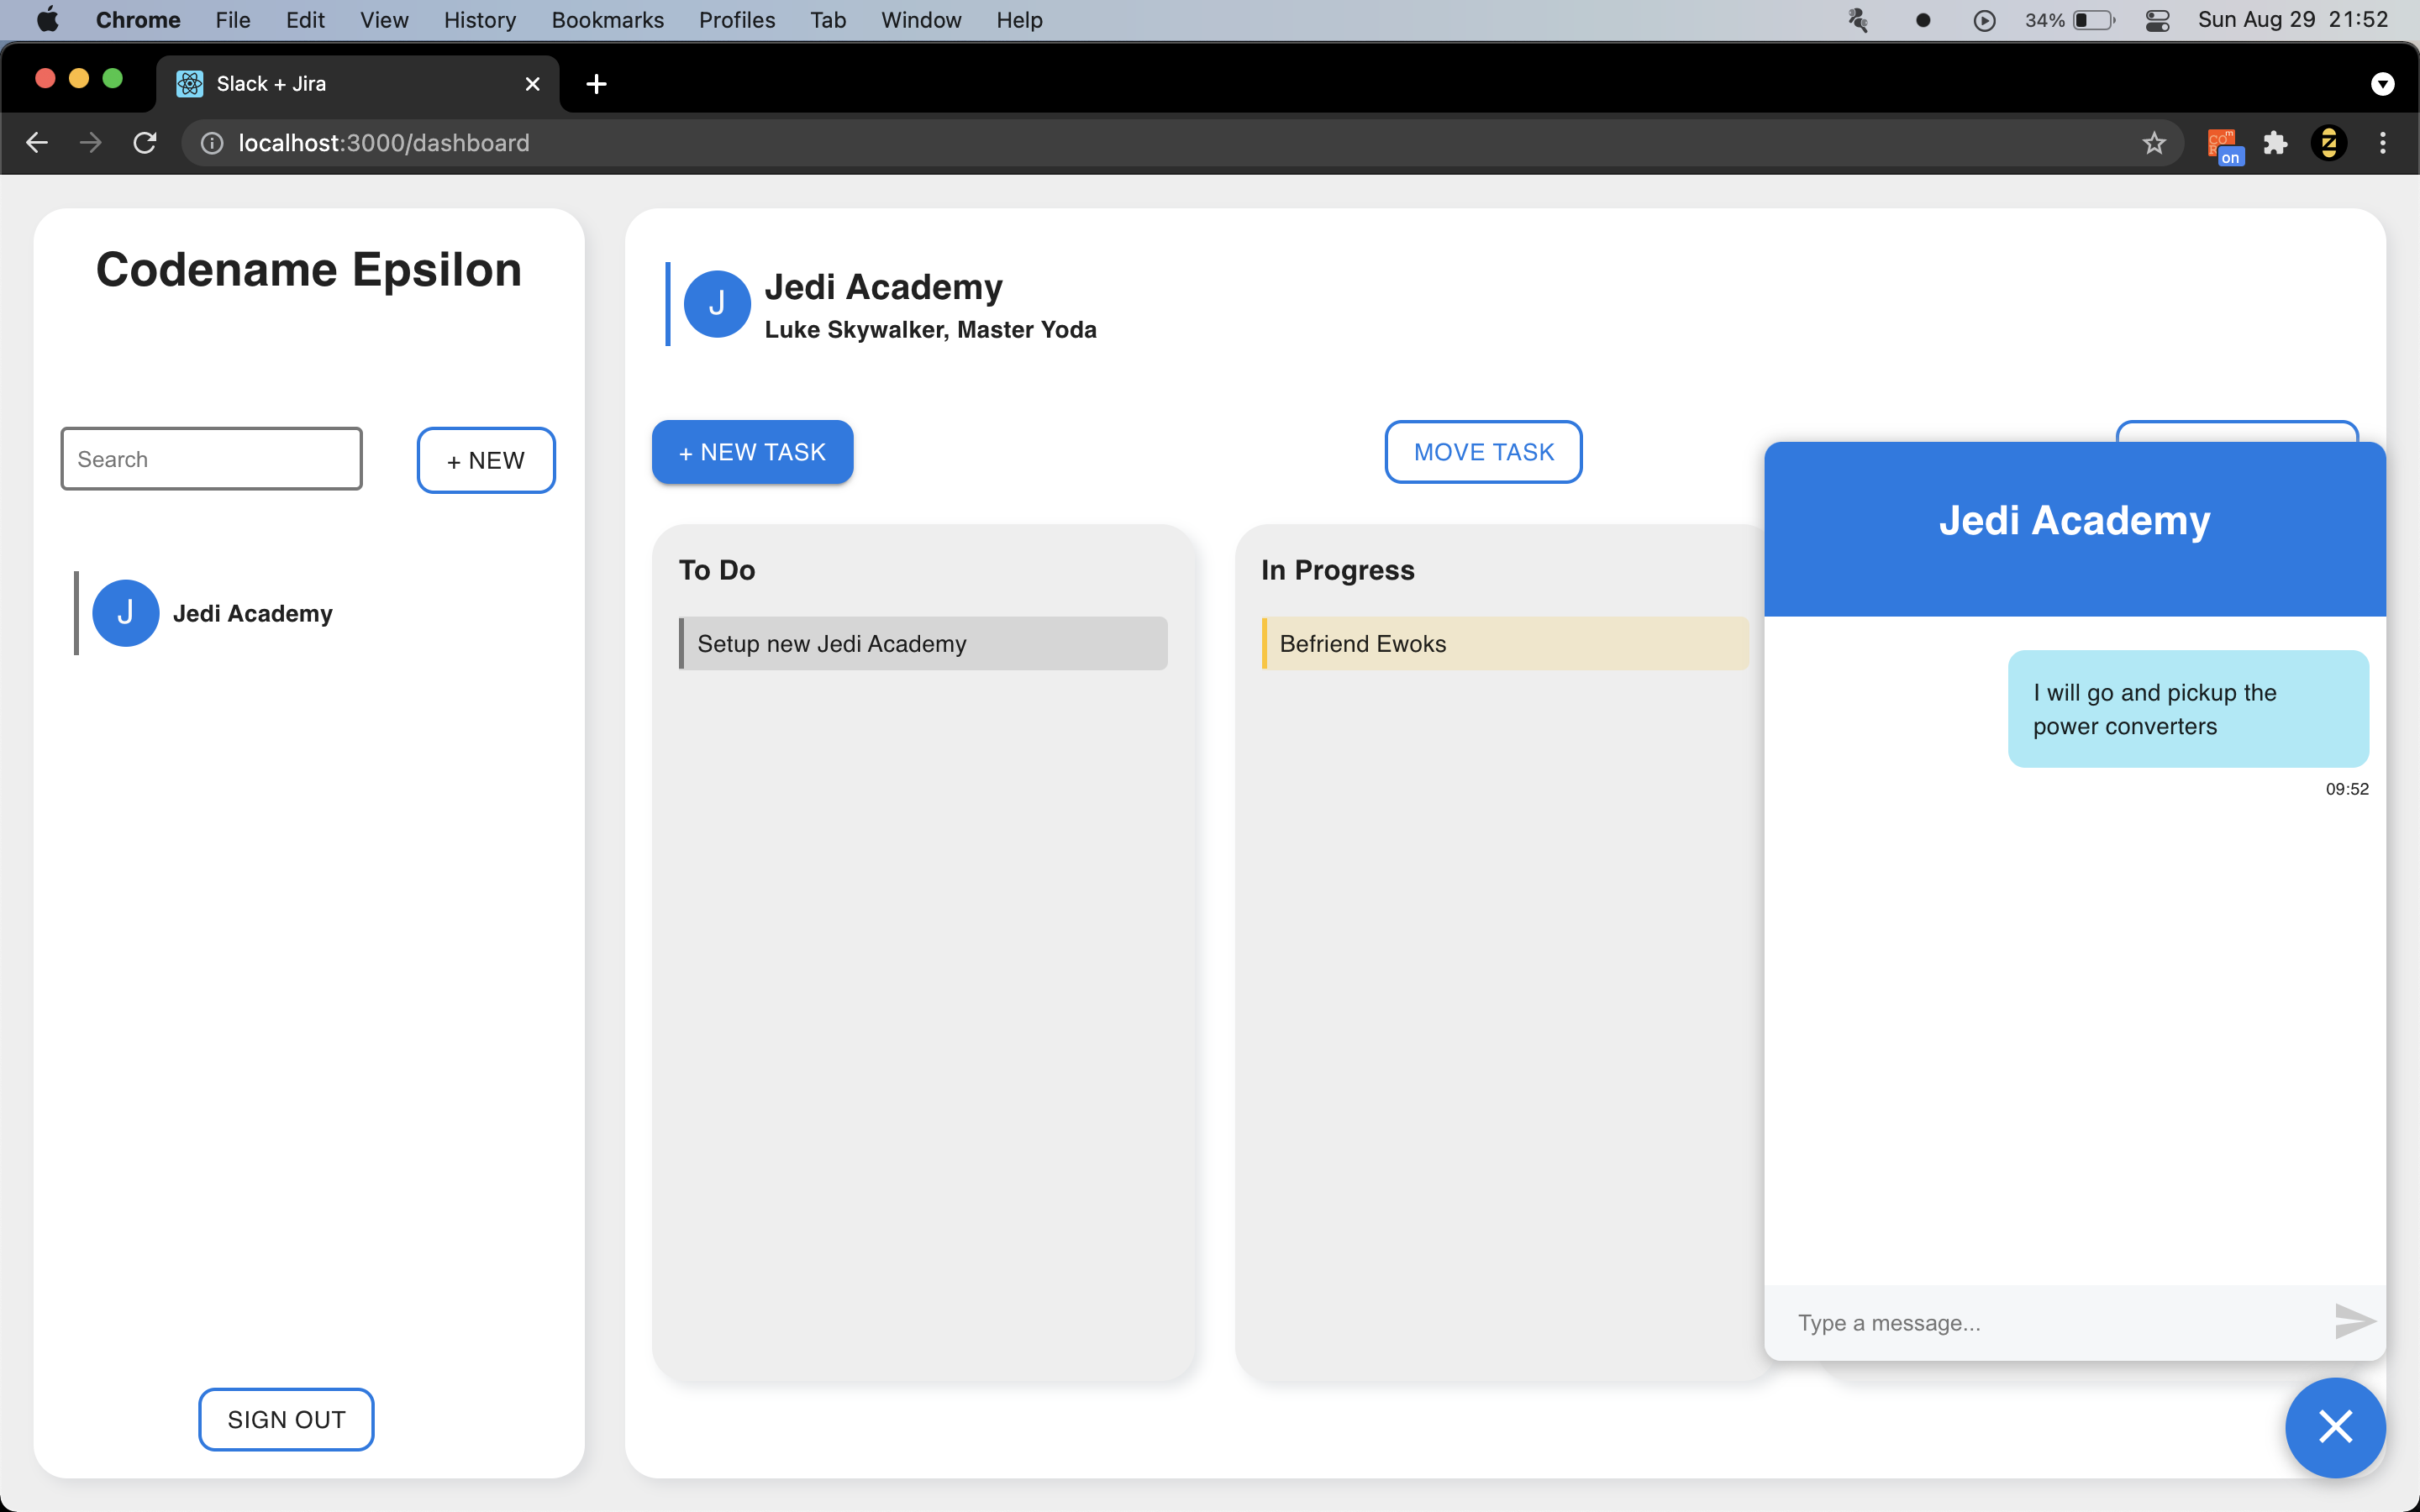 Chrome File Edit View History Bookmarks Profiles Tab Window Help 34% Sun Aug 29 21:52
Slack + Jira
localhost:3000/dashboard
on
Codename Epsilon
Search
+ NEW
J Jedi Academy
SIGN OUT
J Jedi Academy
Luke Skywalker, Master Yoda
+ NEW TASK
MOVE TASK
To Do
Setup new Jedi Academy
In Progress
Befriend Ewoks
Jedi Academy
I will go and pickup the
power converters
09:52
Type a message...